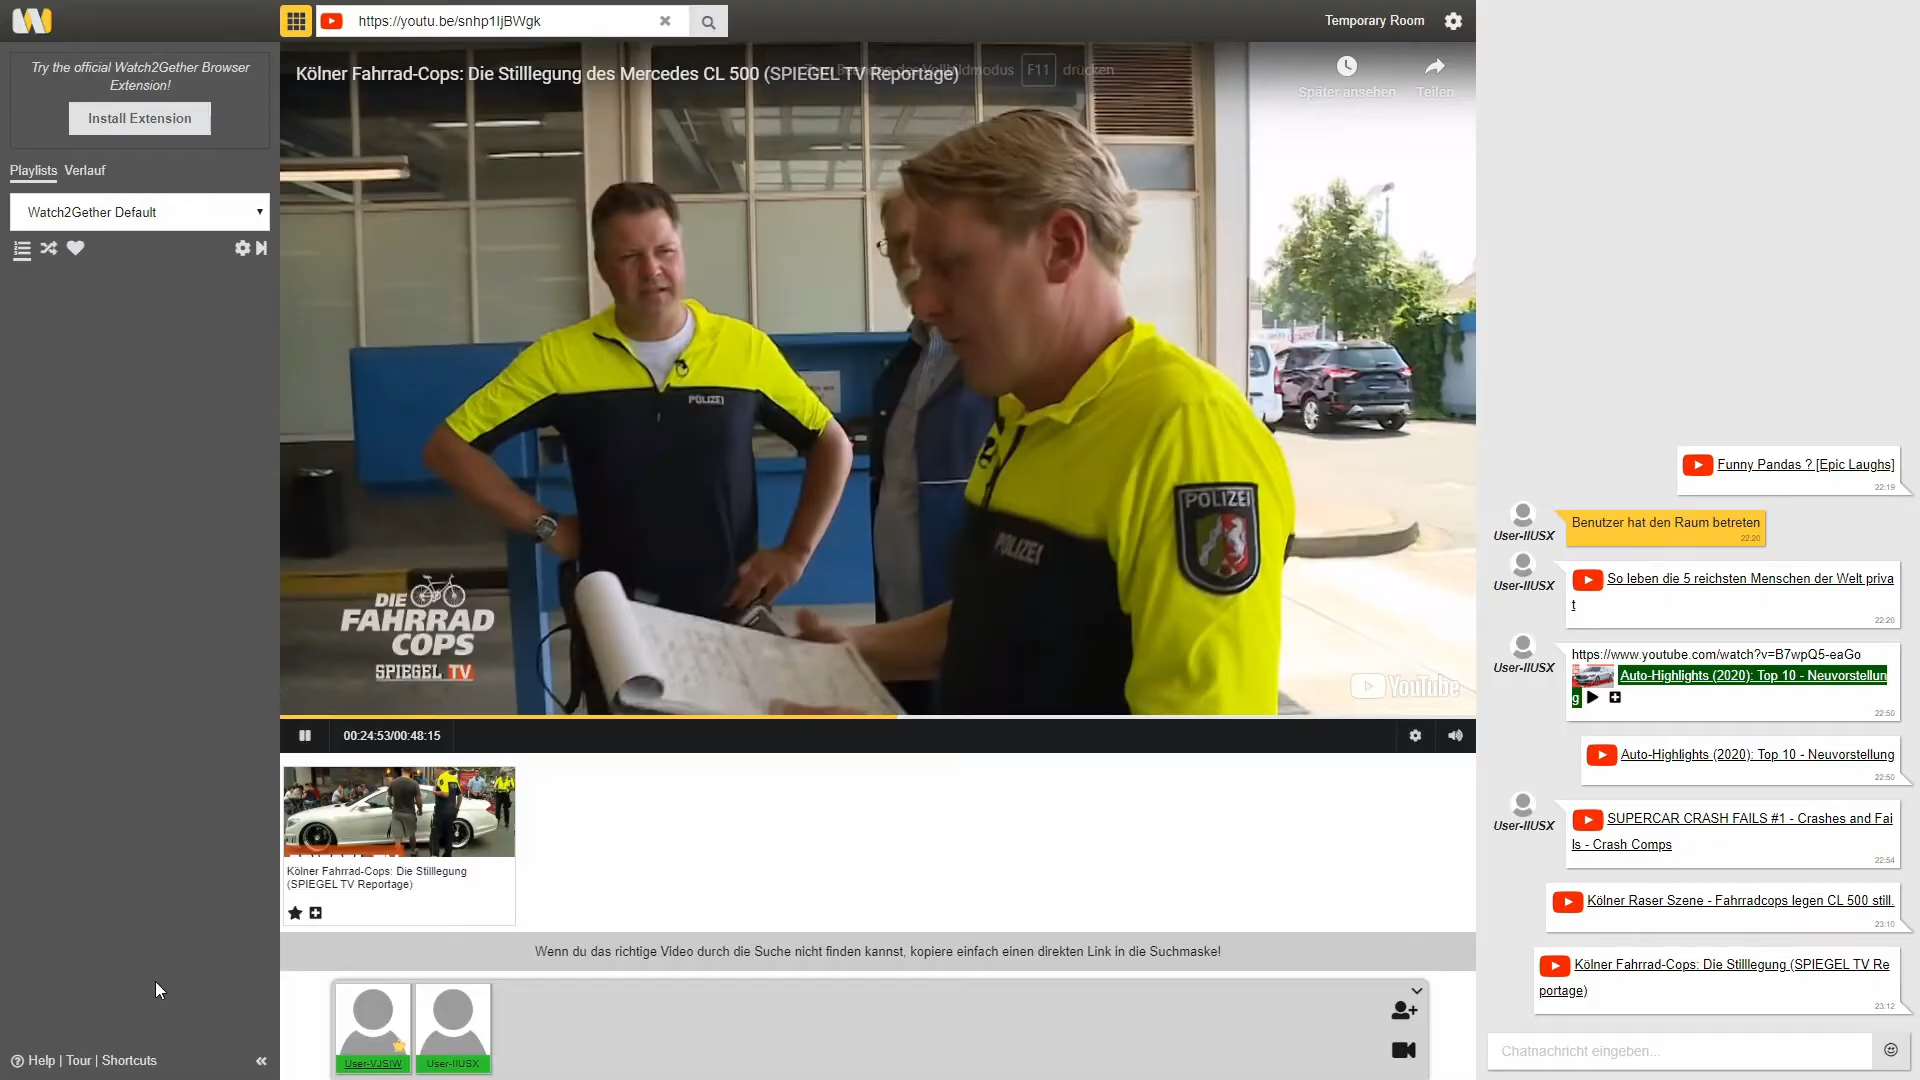 https://youtu.be/snhp1IjBWgk
Temporary Room
Try the official Watch2Gether Browser
Extension!
Install Extension
Playlists Verlauf
Watch2Gether Default
Kölner Fahrrad-Cops: Die Stilllegung des Mercedes CL 500 (SPIEGEL TV Reportage)
F11 drücken
Später ansehen
Teilen
POLIZEI
POLIZEI
POLIZEI
DIE
FAHRRAD
COPS
SPIEGEL TV
YouTube
00:24:53/00:48:15
Kölner Fahrrad-Cops: Die Stilllegung
(SPIEGEL TV Reportage)
Wenn du das richtige Video durch die Suche nicht finden kannst, kopiere einfach einen direkten Link in die Suchmaske!
User-VJSIW
User-IIUSX
Help | Tour | Shortcuts
Funny Pandas ? [Epic Laughs]
22:19
User-IIUSX
Benutzer hat den Raum betreten
22:20
User-IIUSX
So leben die 5 reichsten Menschen der Welt priva
t
22:20
User-IIUSX
https://www.youtube.com/watch?v=B7wpQ5-eaGo
Auto-Highlights (2020): Top 10 - Neuvorstellun
g
22:50
Auto-Highlights (2020): Top 10 - Neuvorstellung
22:50
User-IIUSX
SUPERCAR CRASH FAILS #1 - Crashes and Fai
ls - Crash Comps
22:54
Kölner Raser Szene - Fahrradcops legen CL 500 still.
23:10
Kölner Fahrrad-Cops: Die Stilllegung (SPIEGEL TV Re
portage)
23:12
Chatnachricht eingeben...